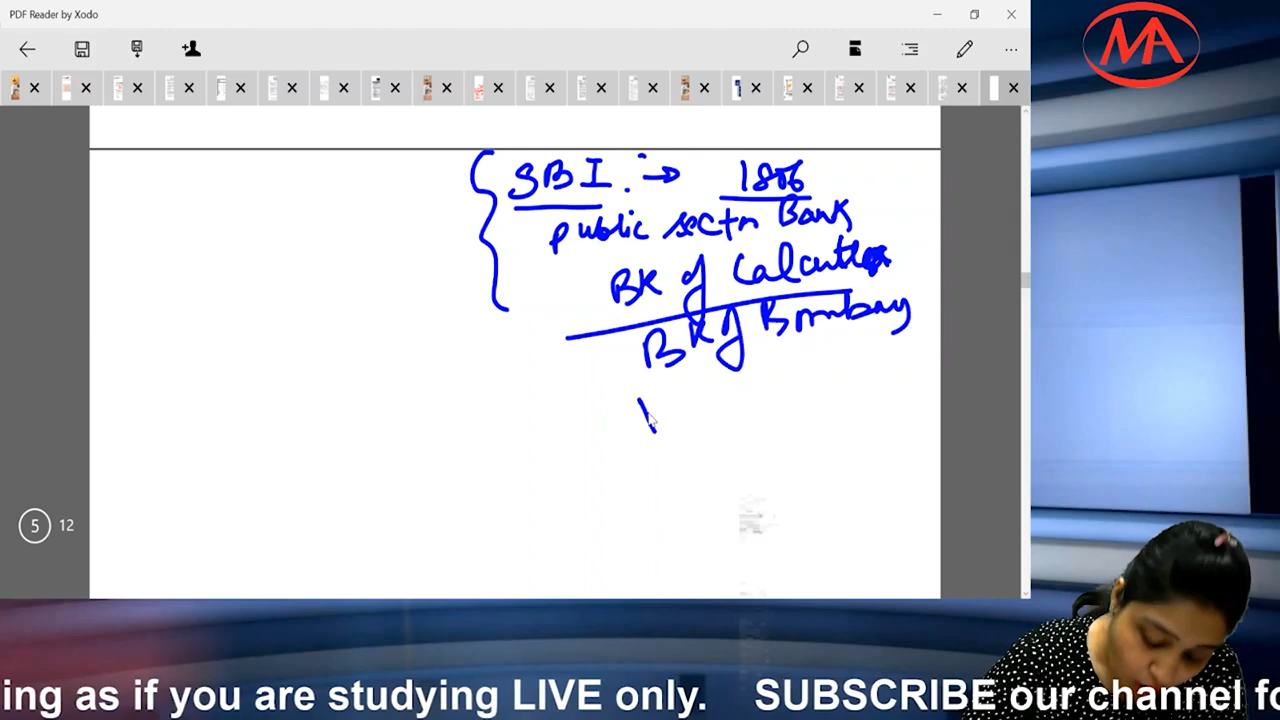 PDF Reader by Xodo
MA
SBI : → 1806
public sector Bank
BK of Calcutta
BK of Bombay
5 12
ing as if you are studying LIVE only. SUBSCRIBE our channel fo